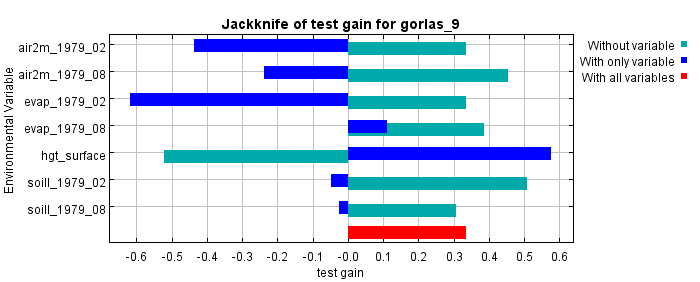 Jackknife of test gain for gorlas_9
Without variable
With only variable
With all variables
Environmental Variable
air2m_1979_02
air2m_1979_08
evap_1979_02
evap_1979_08
hgt_surface
soill_1979_02
soill_1979_08
-0.6 -0.5 -0.4 -0.3 -0.2 -0.1 -0.0 0.1 0.2 0.3 0.4 0.5 0.6
test gain